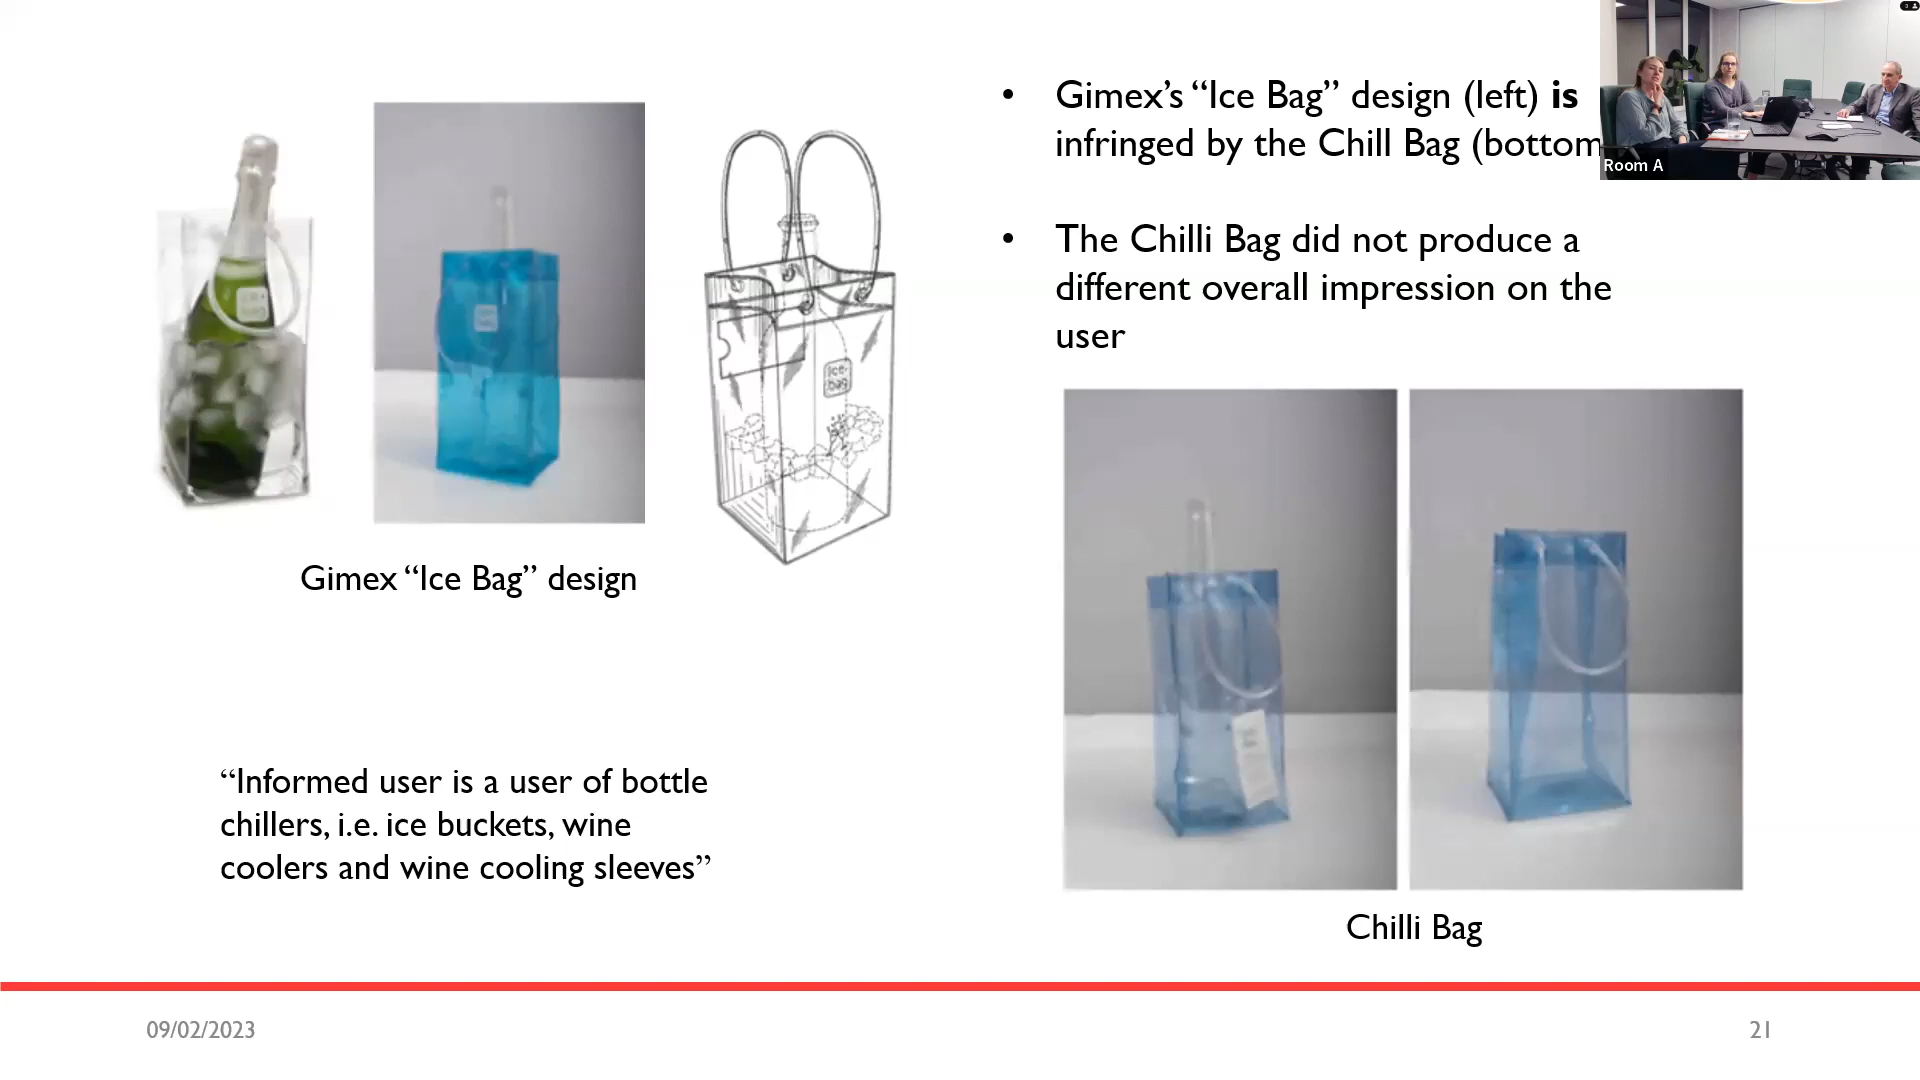 Gimex’s “Ice Bag” design (left) is
infringed by the Chill Bag (bottom
Room A
The Chilli Bag did not produce a
different overall impression on the
user
ice
bag
Gimex “Ice Bag” design
“Informed user is a user of bottle
chillers, i.e. ice buckets, wine
coolers and wine cooling sleeves”
Chilli Bag
09/02/2023
21